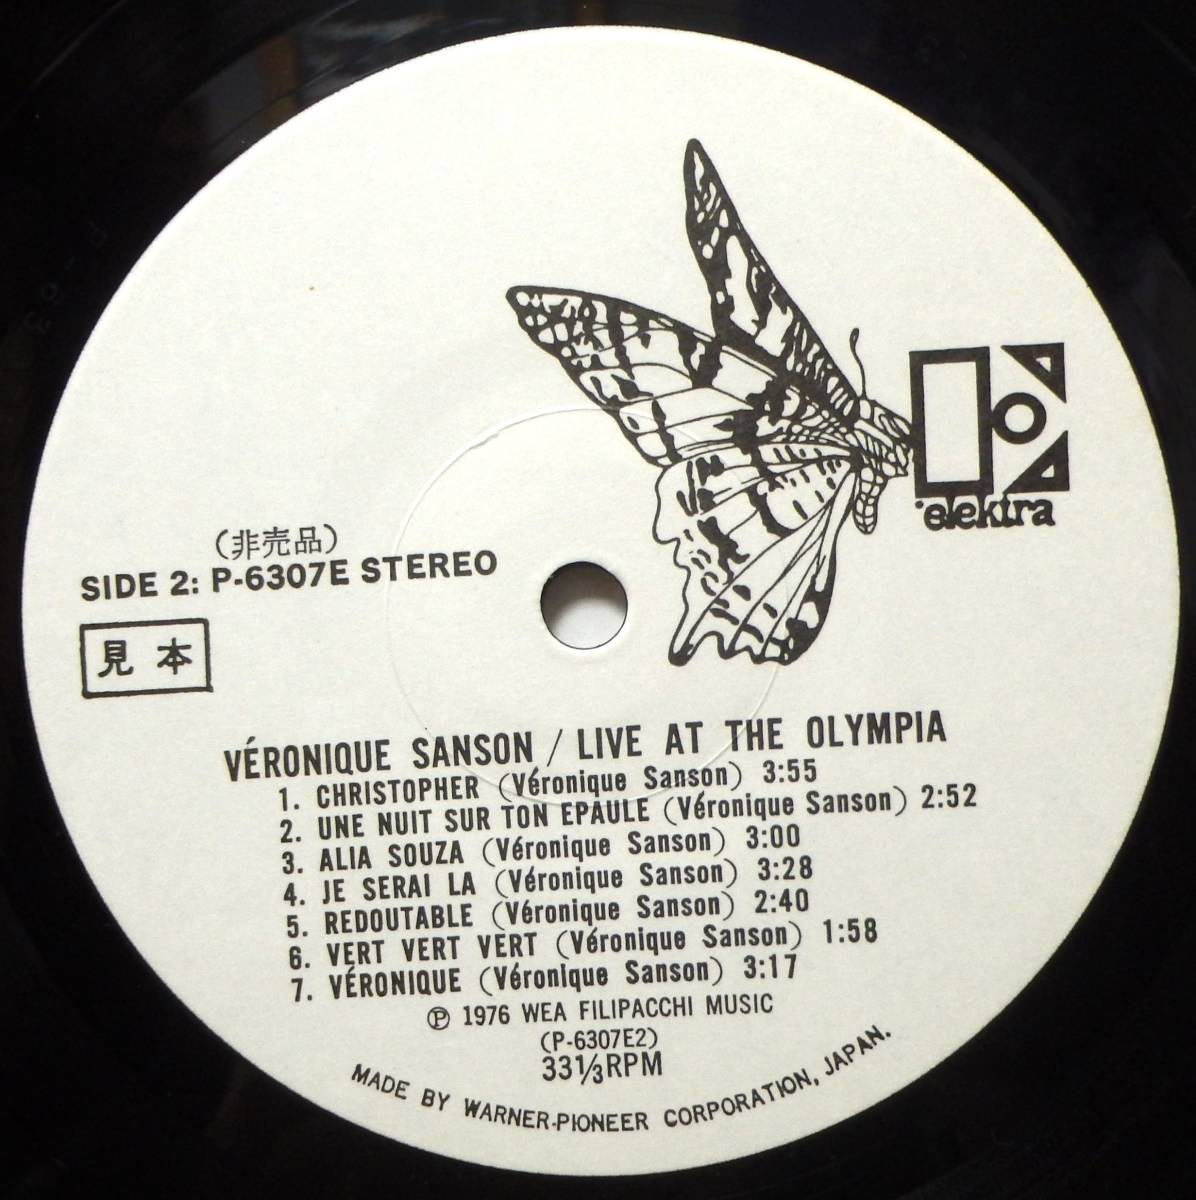 elektra
(非売品)
SIDE 2: P-6307E STEREO
見本
VÉRONIQUE SANSON / LIVE AT THE OLYMPIA
1. CHRISTOPHER (Véronique Sanson) 3:55
2. UNE NUIT SUR TON EPAULE (Véronique Sanson) 2:52
3. ALIA SOUZA (Véronique Sanson) 3:00
4. JE SERAI LA (Véronique Sanson) 3:28
5. REDOUTABLE (Véronique Sanson) 2:40
6. VERT VERT VERT (Véronique Sanson) 1:58
7. VÉRONIQUE (Véronique Sanson) 3:17
℗ 1976 WEA FILIPACCHI MUSIC
(P-6307E2)
33 1/3 RPM
MADE BY WARNER-PIONEER CORPORATION, JAPAN.